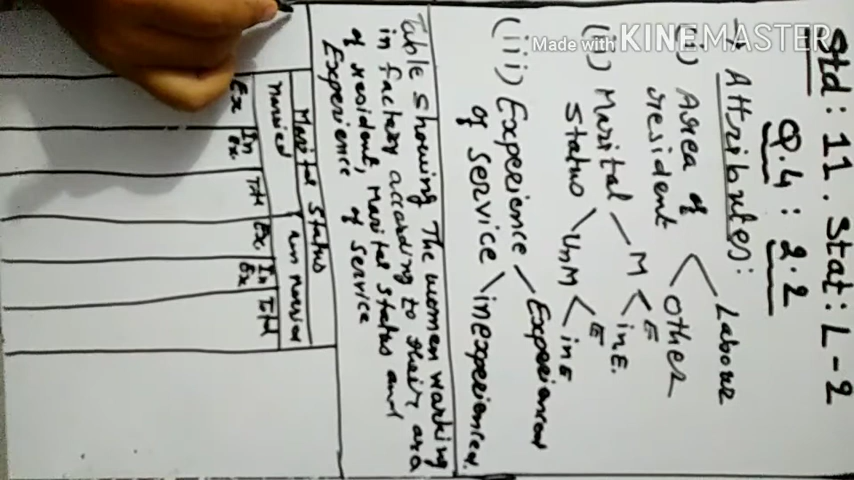 Made with KINEMASTER
Std : 11 . Stat : L - 2
Q.4 : 2.2
→ Attributes :
(i) Area of resident < Labour
other
(ii) Marital Status
M < E
inE.
UnM < E
inE
(iii) Experience of Service
Experienced
inexperienced.
Table showing The women working
in factory according to their area
of resident, Marital Status and
Experience of Service
Marital Status
married
un married
Ex In Ex. Tot Ex. In Ex Total